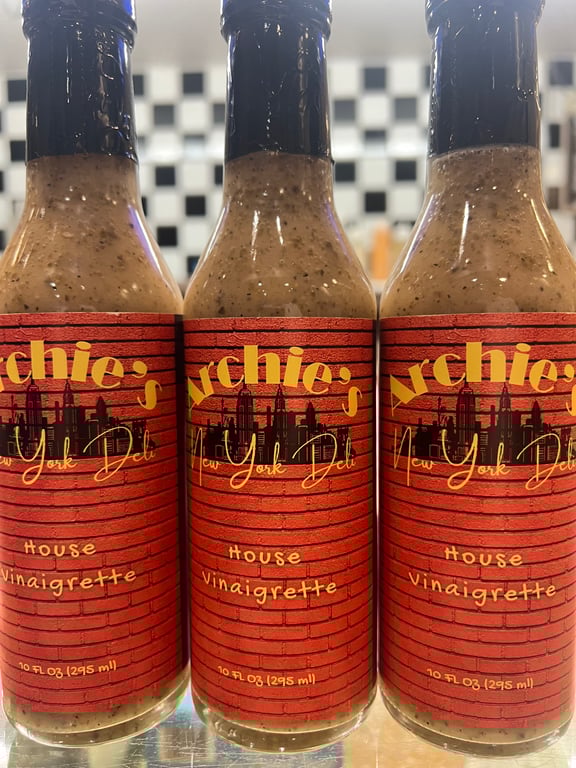 Archie's
New York Deli
House
Vinaigrette
10 FL OZ (295 ml)
Archie's
New York Deli
House
Vinaigrette
10 FL OZ (295 ml)
Archie's
New York Deli
House
Vinaigrette
10 FL OZ (295 ml)